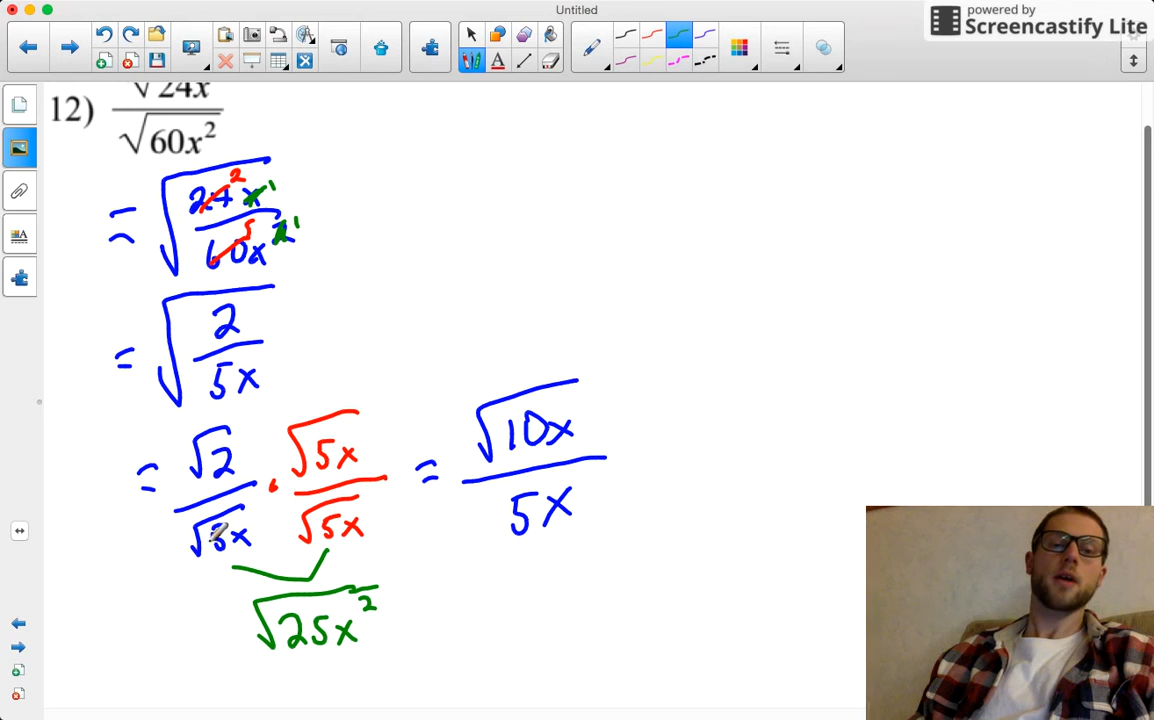 Untitled
powered by
Screencastify Lite
12) √24x / √60x²
= √(24x / 60x²) 2 1 5 1
= √(2 / 5x)
= √2 / √5x · √5x / √5x = √10x / 5x
√25x²